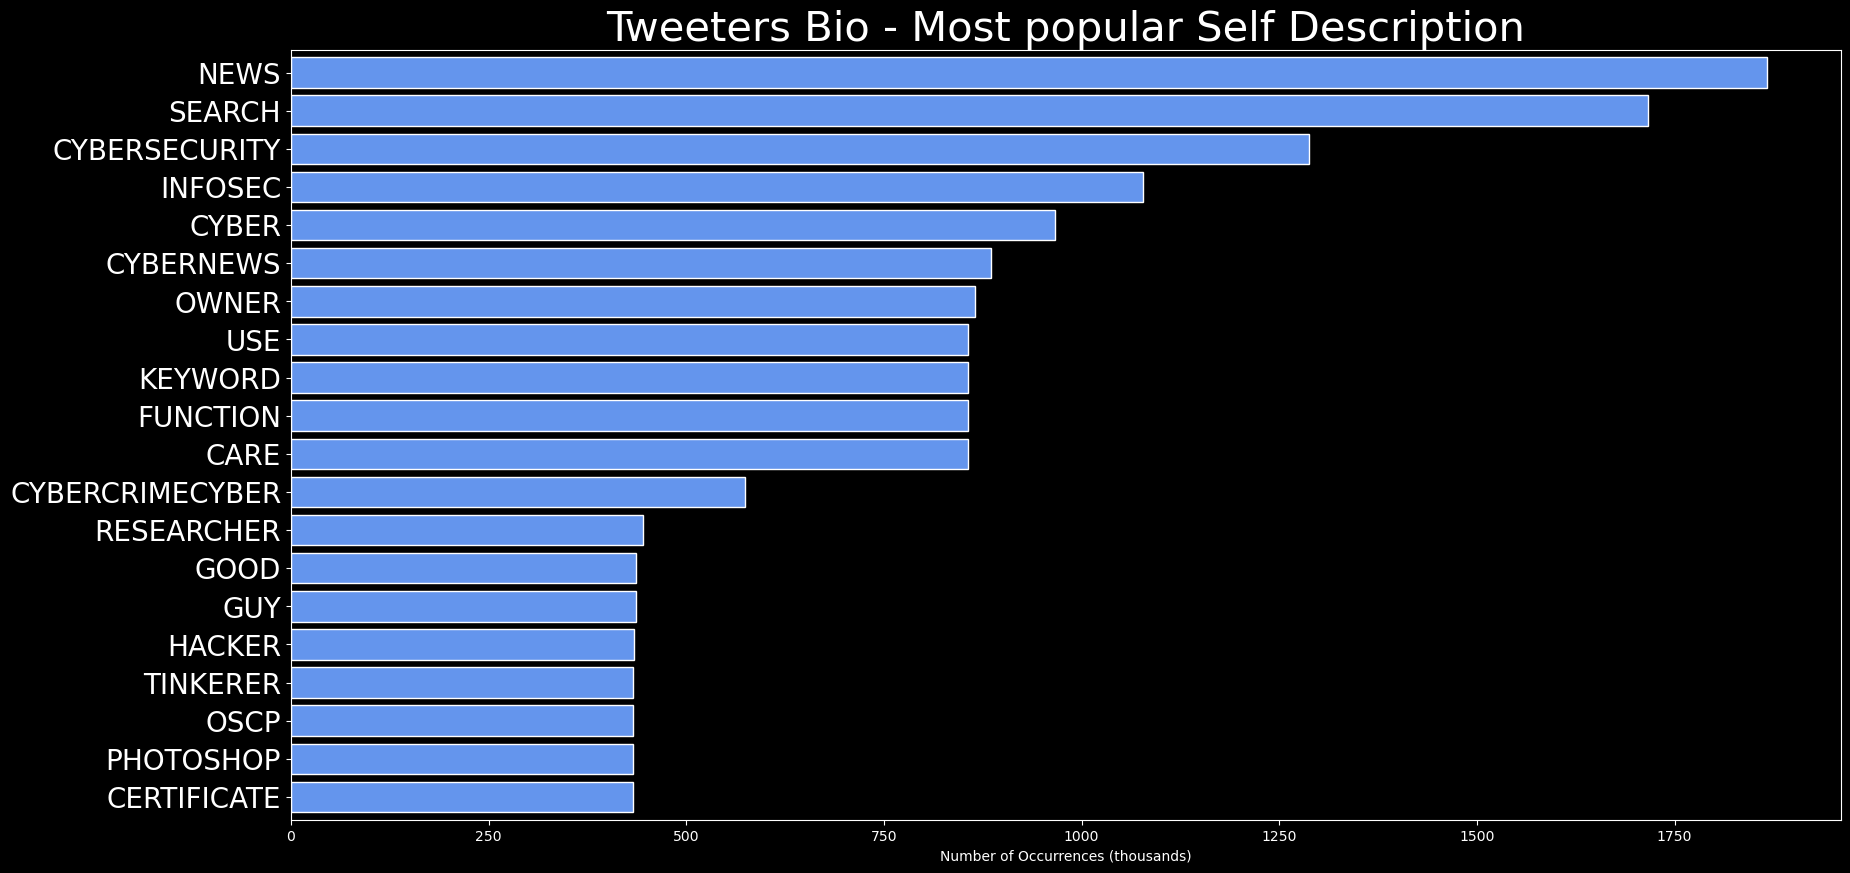 Tweeters Bio - Most popular Self Description
NEWS
SEARCH
CYBERSECURITY
INFOSEC
CYBER
CYBERNEWS
OWNER
USE
KEYWORD
FUNCTION
CARE
CYBERCRIMECYBER
RESEARCHER
GOOD
GUY
HACKER
TINKERER
OSCP
PHOTOSHOP
CERTIFICATE
0 250 500 750 1000 1250 1500 1750
Number of Occurrences (thousands)